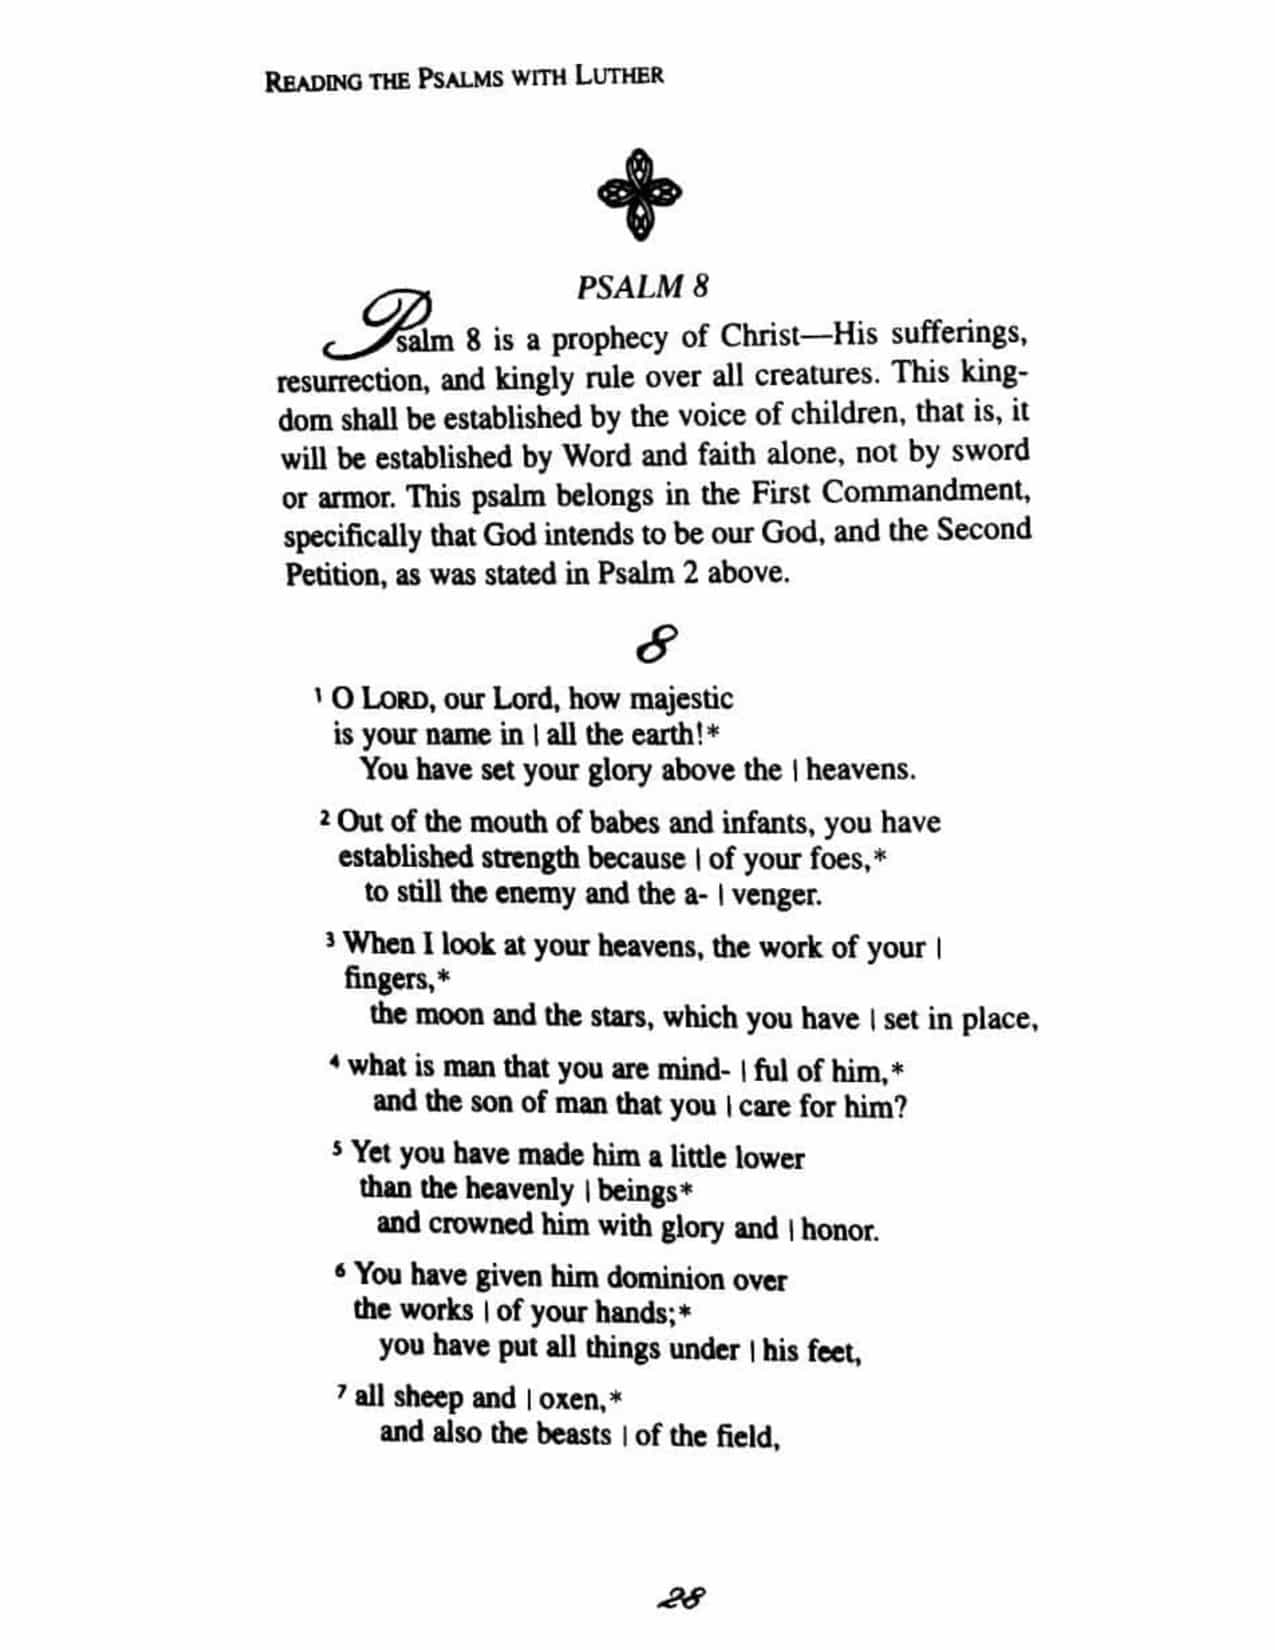 READING THE PSALMS WITH LUTHER
PSALM 8
Psalm 8 is a prophecy of Christ—His sufferings,
resurrection, and kingly rule over all creatures. This king-
dom shall be established by the voice of children, that is, it
will be established by Word and faith alone, not by sword
or armor. This psalm belongs in the First Commandment,
specifically that God intends to be our God, and the Second
Petition, as was stated in Psalm 2 above.
8
1 O LORD, our Lord, how majestic
is your name in | all the earth!*
You have set your glory above the | heavens.
2 Out of the mouth of babes and infants, you have
established strength because | of your foes,*
to still the enemy and the a- | venger.
3 When I look at your heavens, the work of your |
fingers,*
the moon and the stars, which you have | set in place,
4 what is man that you are mind- | ful of him,*
and the son of man that you | care for him?
5 Yet you have made him a little lower
than the heavenly | beings*
and crowned him with glory and | honor.
6 You have given him dominion over
the works | of your hands;*
you have put all things under | his feet,
7 all sheep and | oxen,*
and also the beasts | of the field,
28